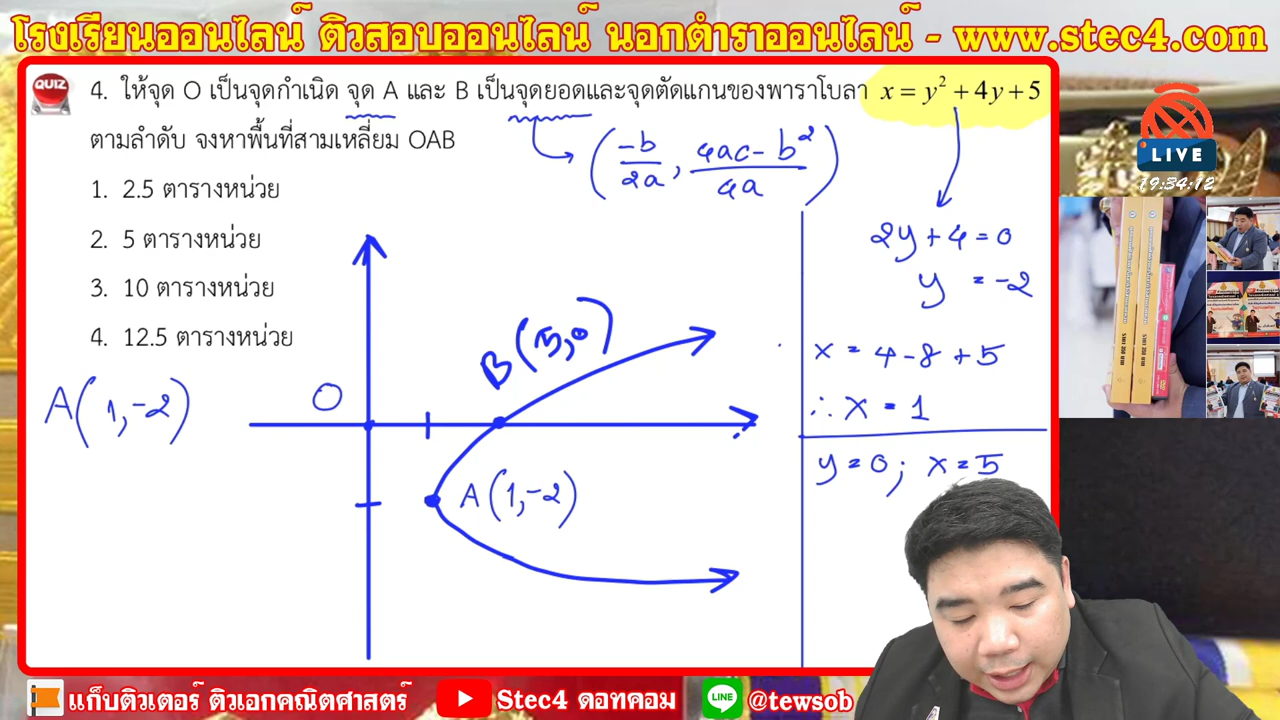 โรงเรียนออนไลน์ ติวสอบออนไลน์ นอกตำราออนไลน์ - www.stec4.com
QUIZ
4. ให้จุด O เป็นจุดกำเนิด จุด A และ B เป็นจุดยอดและจุดตัดแกนของพาราโบลา x = y² + 4y + 5
ตามลำดับ จงหาพื้นที่สามเหลี่ยม OAB
(-b/2a, 4ac-b²/4a)
1. 2.5 ตารางหน่วย
2. 5 ตารางหน่วย
3. 10 ตารางหน่วย
4. 12.5 ตารางหน่วย
LIVE
19:34:12
2y+4=0
y = -2
x = 4-8+5
∴ x = 1
y=0; x=5
B(5,0)
O
A(1,-2)
A(1,-2)
แก๊บติวเตอร์ ติวเอกคณิตศาสตร์
Stec4 ดอทคอม
LINE
@tewsob